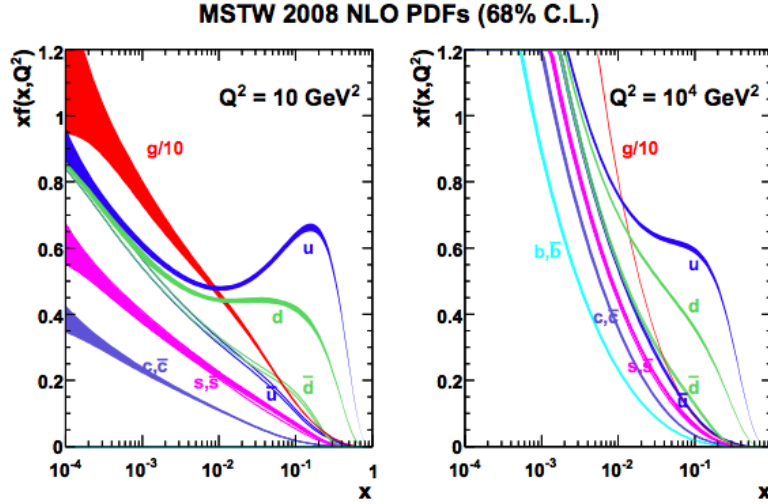 MSTW 2008 NLO PDFs (68% C.L.)
xf(x,Q²)
1.2
1
0.8
0.6
0.4
0.2
0
Q² = 10 GeV²
g/10
u
d
c,c̄
s,s̄
ū
d̄
10⁻⁴
10⁻³
10⁻²
10⁻¹
1
x
xf(x,Q²)
1.2
1
0.8
0.6
0.4
0.2
0
Q² = 10⁴ GeV²
g/10
b,b̄
u
d
c,c̄
s,s̄
d̄
ū
10⁻⁴
10⁻³
10⁻²
10⁻¹
x